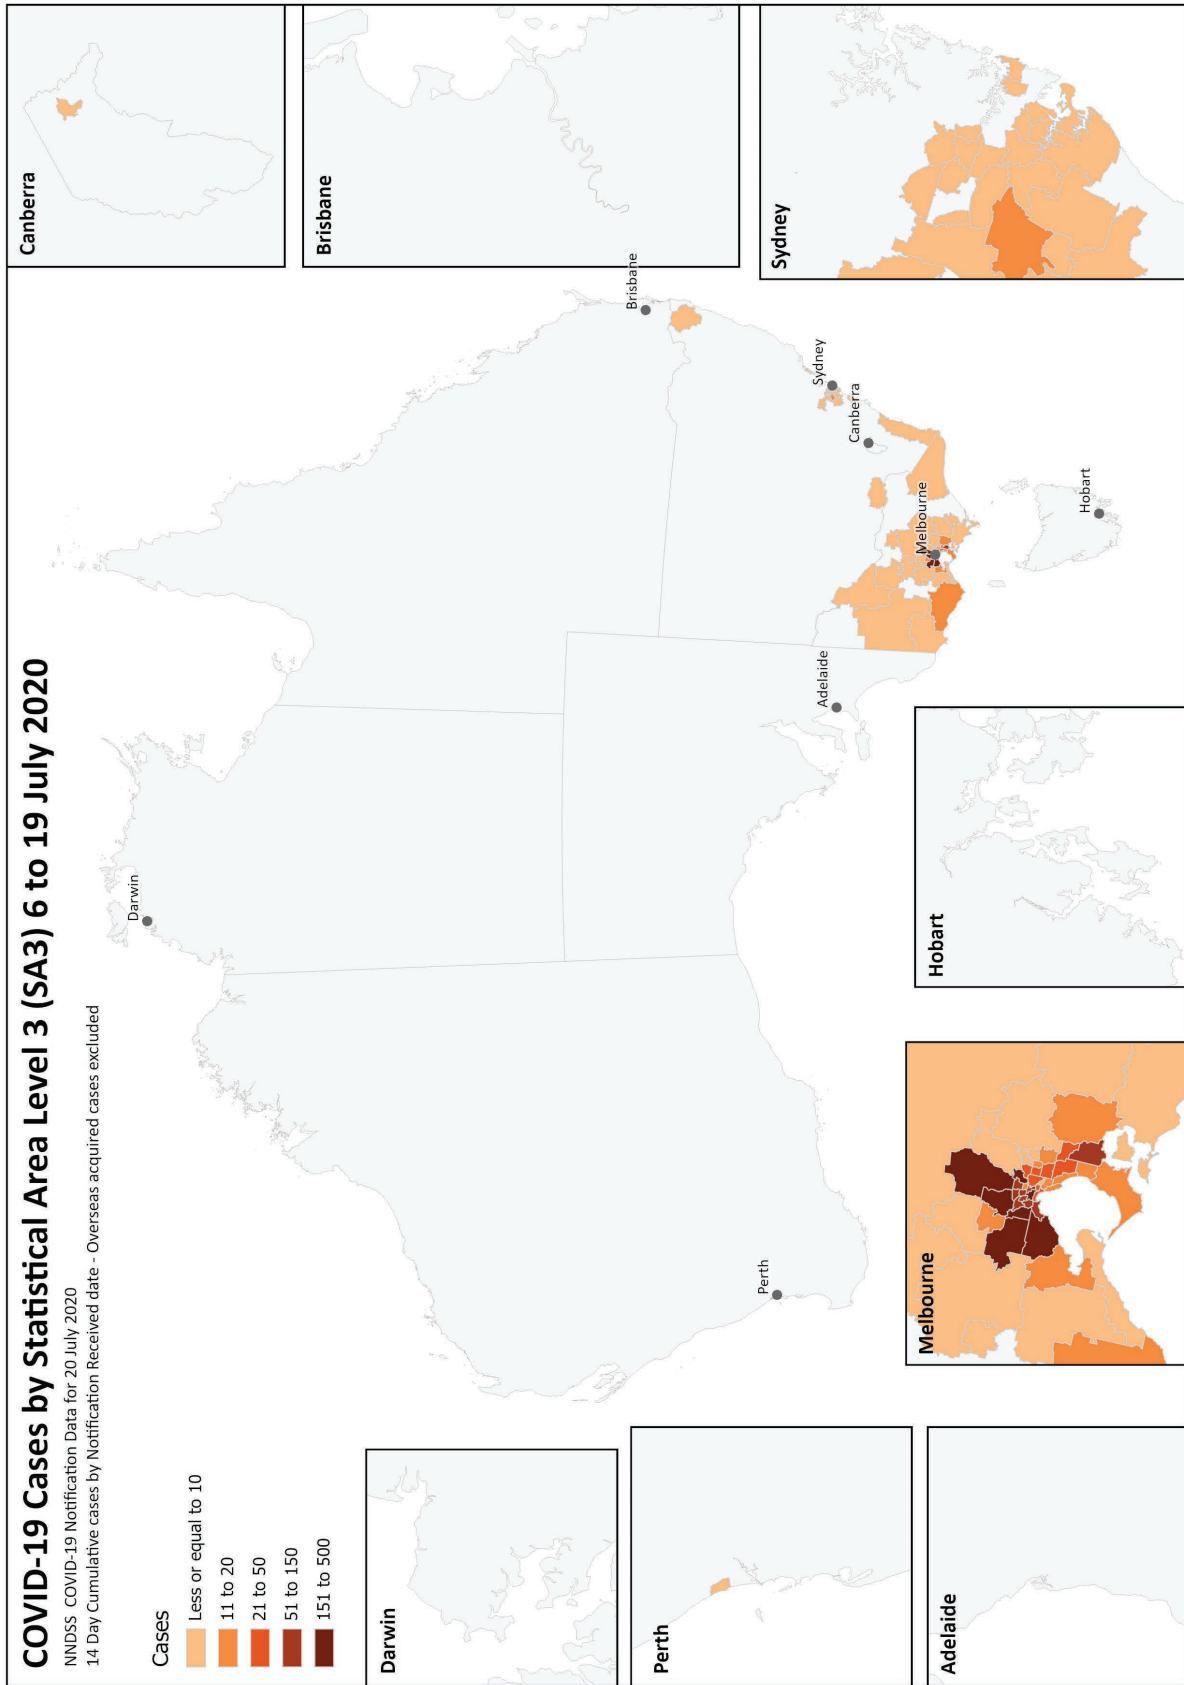 COVID-19 Cases by Statistical Area Level 3 (SA3) 6 to 19 July 2020
NNDSS COVID-19 Notification Data for 20 July 2020
14 Day Cumulative cases by Notification Received date - Overseas acquired cases excluded
Cases
Less or equal to 10
11 to 20
21 to 50
51 to 150
151 to 500
Darwin
Perth
Adelaide
Melbourne
Hobart
Sydney
Brisbane
Canberra
Darwin
Perth
Adelaide
Melbourne
Hobart
Canberra
Sydney
Brisbane